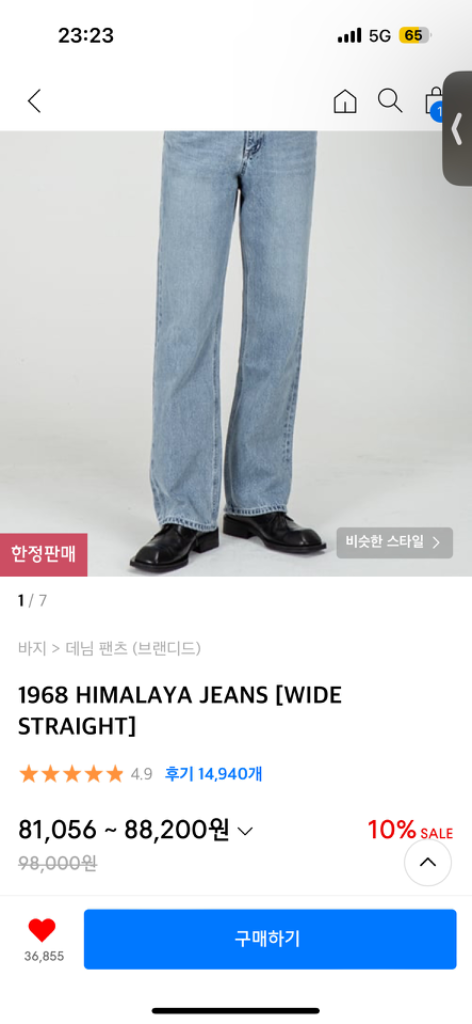 23:23
5G 65
1
한정판매
비슷한 스타일 >
1 / 7
바지 > 데님 팬츠 (브랜디드)
1968 HIMALAYA JEANS [WIDE
STRAIGHT]
4.9 후기 14,940개
81,056 ~ 88,200원
10% SALE
98,000원
36,855
구매하기